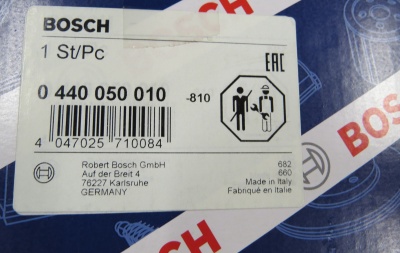 BOSCH
1 St/Pc
EAC
0 440 050 010 -810
4 047025 710084
Robert Bosch GmbH
Auf der Breit 4
76227 Karlsruhe
GERMANY
682
660
Made in Italy
Fabriqué en Italie
BOSCH
BOSCH